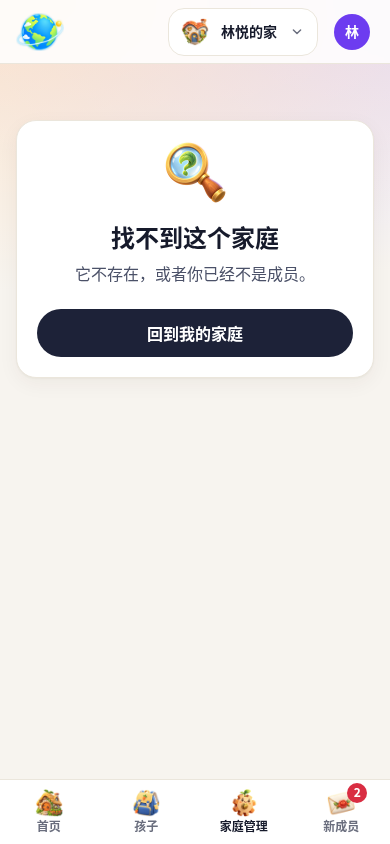 林悦的家
林
找不到这个家庭
它不存在，或者你已经不是成员。
回到我的家庭
2
首页
孩子
家庭管理
新成员